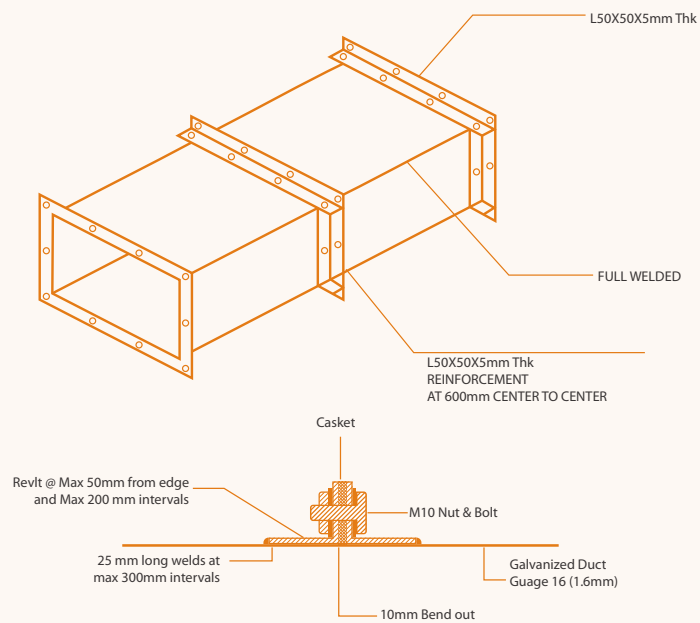 L50X50X5mm Thk
FULL WELDED
L50X50X5mm Thk
REINFORCEMENT
AT 600mm CENTER TO CENTER
Casket
Revlt @ Max 50mm from edge
and Max 200 mm intervals
M10 Nut & Bolt
25 mm long welds at
max 300mm intervals
Galvanized Duct
Guage 16 (1.6mm)
10mm Bend out